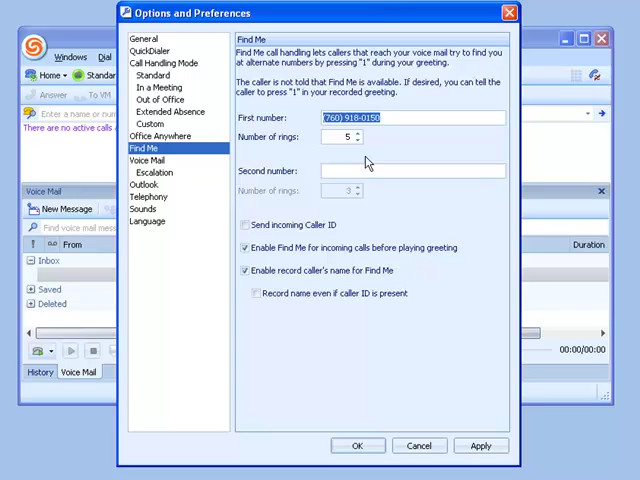 Options and Preferences
General
QuickDialer
Call Handling Mode
Standard
In a Meeting
Out of Office
Extended Absence
Custom
Office Anywhere
Find Me
Voice Mail
Escalation
Outlook
Telephony
Sounds
Language
Find Me
Find Me call handling lets callers that reach your voice mail try to find you
at alternate numbers by pressing "1" during your greeting.
The caller is not told that Find Me is available. If desired, you can tell the
caller to press "1" in your recorded greeting.
First number: (760) 918-0150
Number of rings: 5
Second number:
Number of rings: 3
Send incoming Caller ID
Enable Find Me for incoming calls before playing greeting
Enable record caller's name for Find Me
Record name even if caller ID is present
OK Cancel Apply
Windows Dial
Home Standar
Answer To VM
Enter a name or num
There are no active calls
Voice Mail
New Message
Find voice mail mess
! From Duration
Inbox
Saved
Deleted
00:00/00:00
History Voice Mail